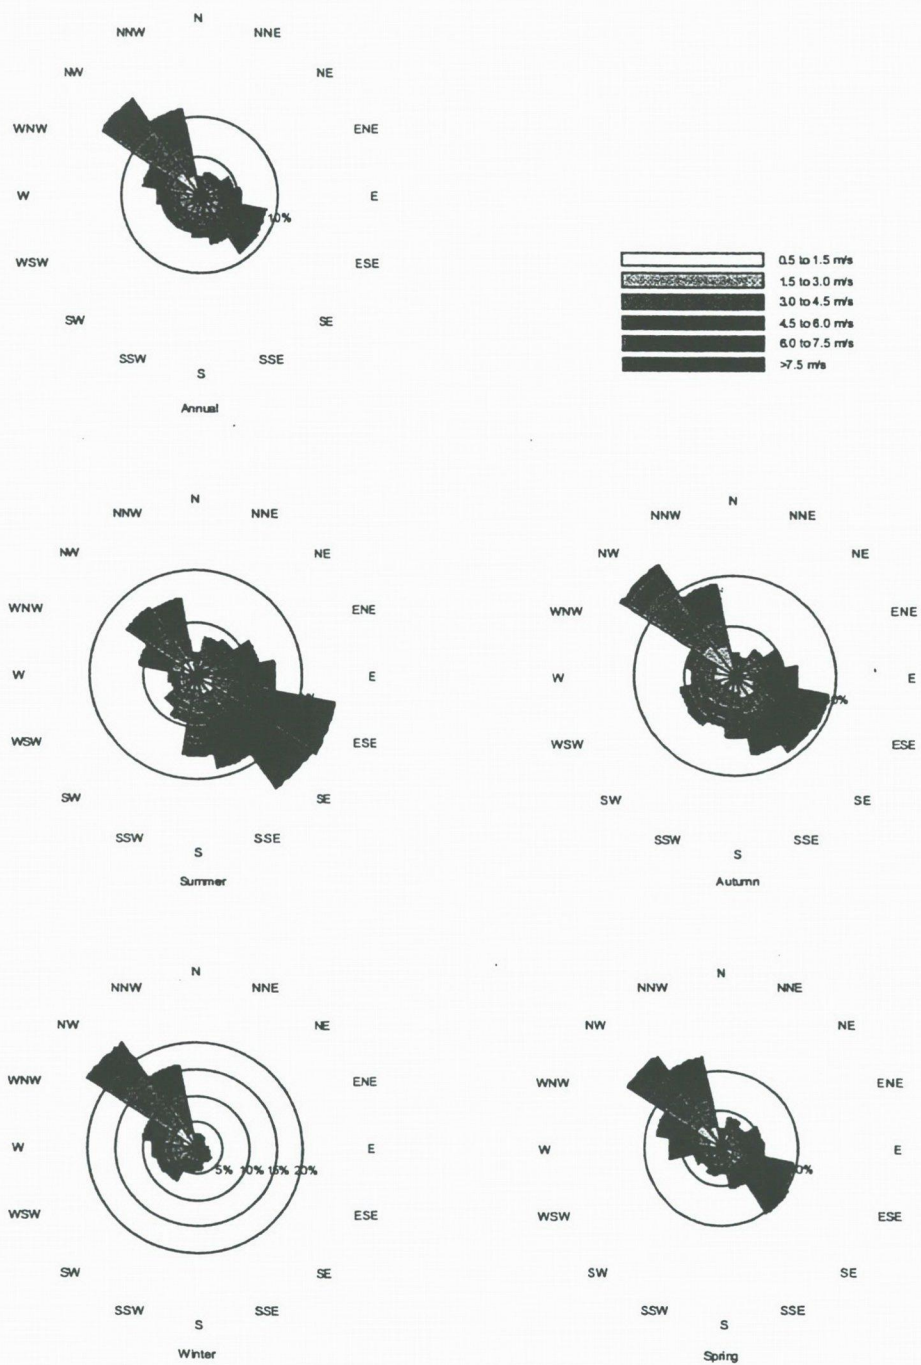 N
NNW NNE
NW NE
WNW ENE
W E
10%
WSW ESE
SW SE
SSW SSE
S
Annual
0.5 to 1.5 m/s
1.5 to 3.0 m/s
3.0 to 4.5 m/s
4.5 to 6.0 m/s
6.0 to 7.5 m/s
>7.5 m/s
N
NNW NNE
NW NE
WNW ENE
W E
WSW ESE
SW SE
SSW SSE
S
Summer
N
NNW NNE
NW NE
WNW ENE
W E
WSW ESE
SW SE
SSW SSE
S
Autumn
N
NNW NNE
NW NE
WNW ENE
W E
5% 10% 15% 20%
WSW ESE
SW SE
SSW SSE
S
Winter
N
NNW NNE
NW NE
WNW ENE
W E
WSW ESE
SW SE
SSW SSE
S
Spring